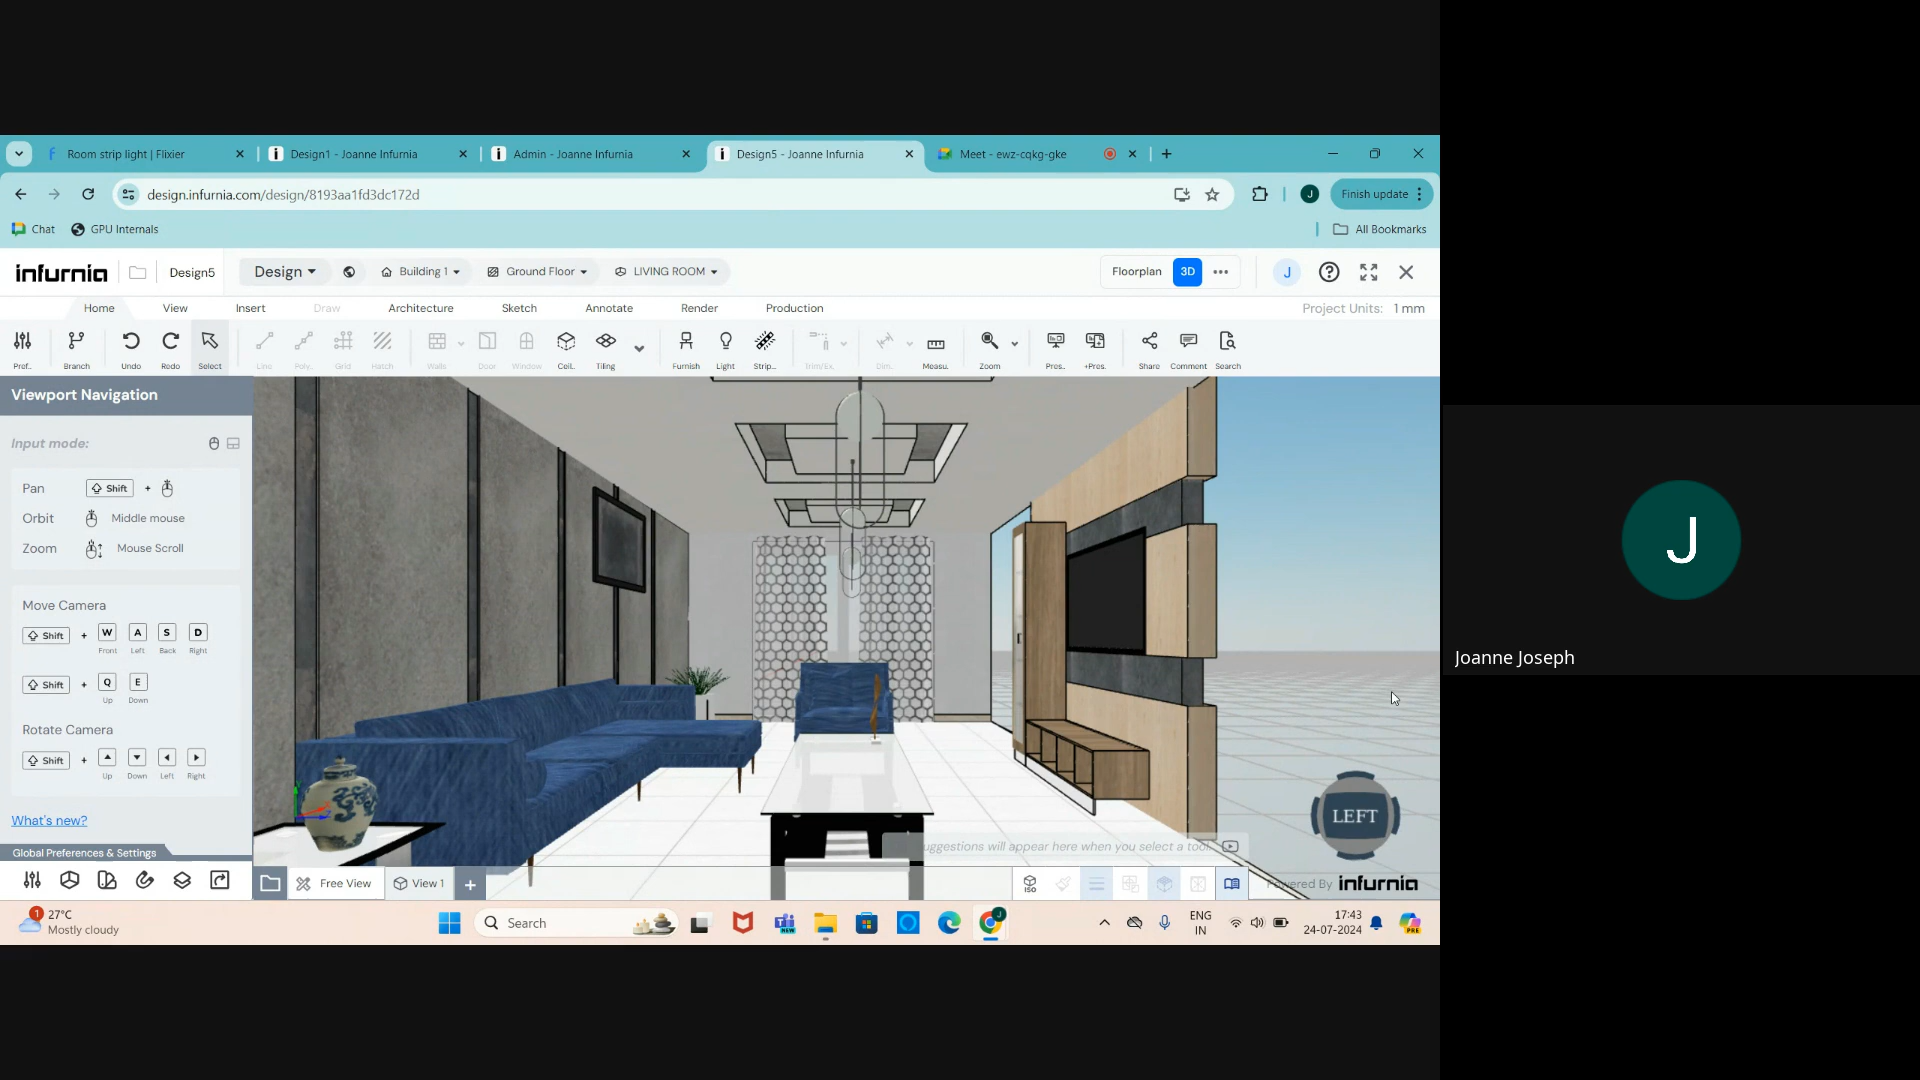 Room strip light | Flixier
Design1 - Joanne Infurnia
Admin - Joanne Infurnia
Design5 - Joanne Infurnia
Meet - ewz-cqkg-gke
design.infurnia.com/design/8193aa1fd3dc172d
J
Finish update
Chat
GPU Internals
All Bookmarks
infurnia
Design5
Design
Building 1
Ground Floor
LIVING ROOM
Floorplan
3D
J
Home
View
Insert
Draw
Architecture
Sketch
Annotate
Render
Production
Project Units: 1 mm
Pref..
Branch
Undo
Redo
Select
Line
Poly..
Grid
Hatch
Walls
Door
Window
Ceil..
Tiling
Furnish
Light
Strip...
Trim/Ex..
Dim..
Measu.
Zoom
Pres..
+Pres.
Share
Comment
Search
Viewport Navigation
Input mode:
Pan
Shift
+
Orbit
Middle mouse
Zoom
Mouse Scroll
Move Camera
Shift + W A S D
Front Left Back Right
Shift + Q E
Up Down
Rotate Camera
Shift +
Up Down Left Right
What's new?
Global Preferences & Settings
LEFT
uggestions will appear here when you select a tool
Free View
View 1
+
ISO
Powered By infurnia
1
27°C
Mostly cloudy
Search
NEW
J
ENG
IN
17:43
24-07-2024
PRE
J
Joanne Joseph